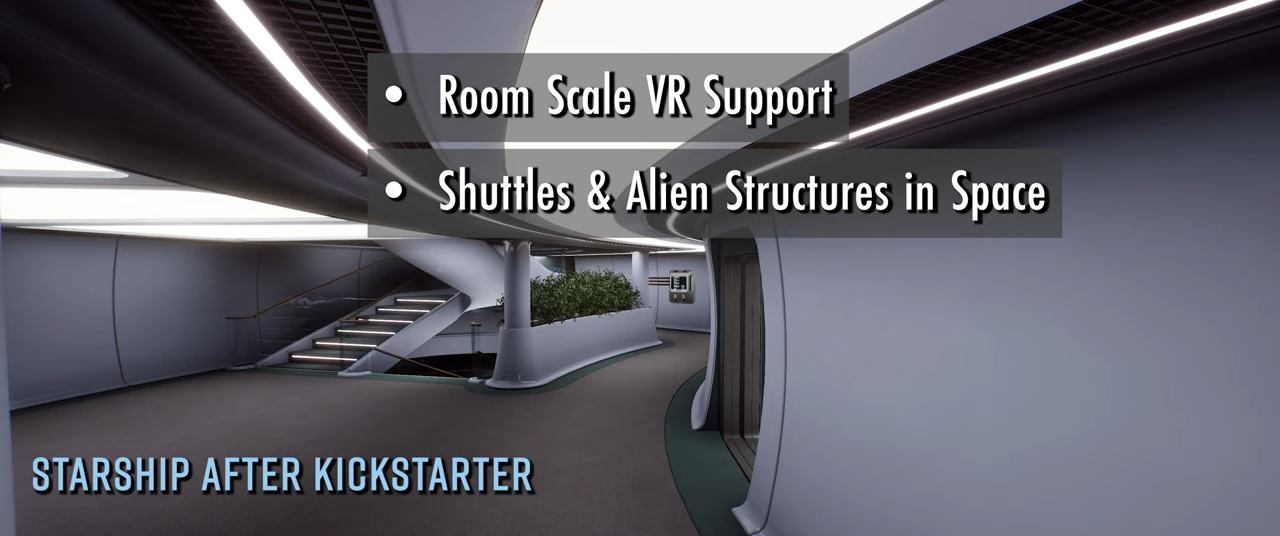 • Room Scale VR Support
• Shuttles & Alien Structures in Space
STARSHIP AFTER KICKSTARTER